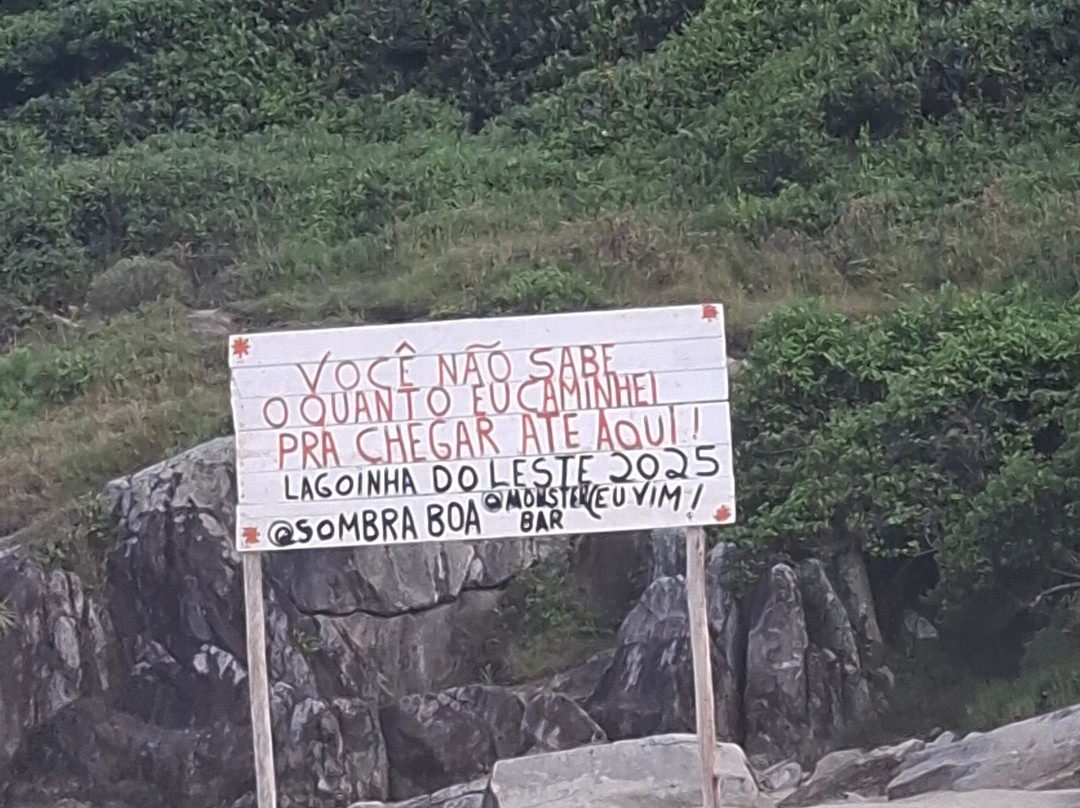 VOCÊ NÃO SABE
O QUANTO EU CAMINHEI
PRA CHEGAR ATÉ AQUI!
LAGOINHA DO LESTE 2025
@SOMBRA BOA @MONSTER (EU VIM!
BAR